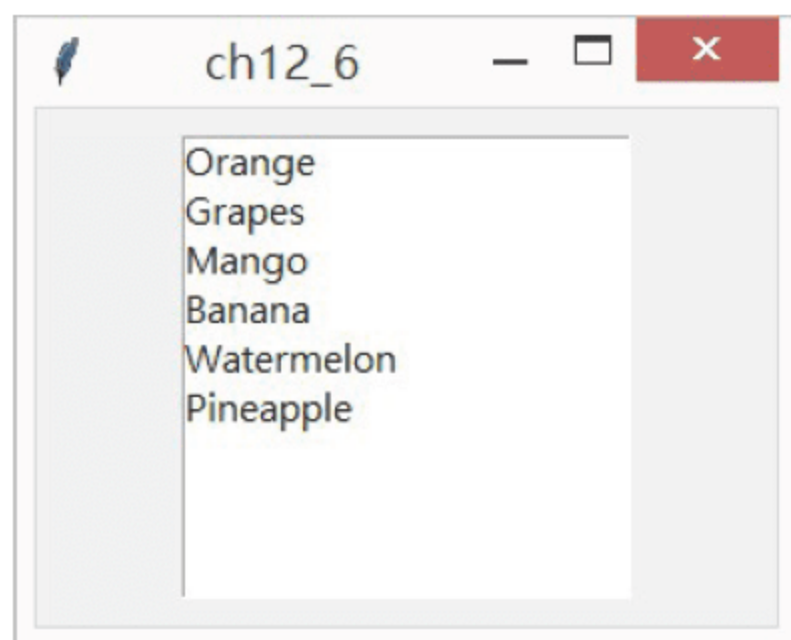 ch12_6
Orange
Grapes
Mango
Banana
Watermelon
Pineapple